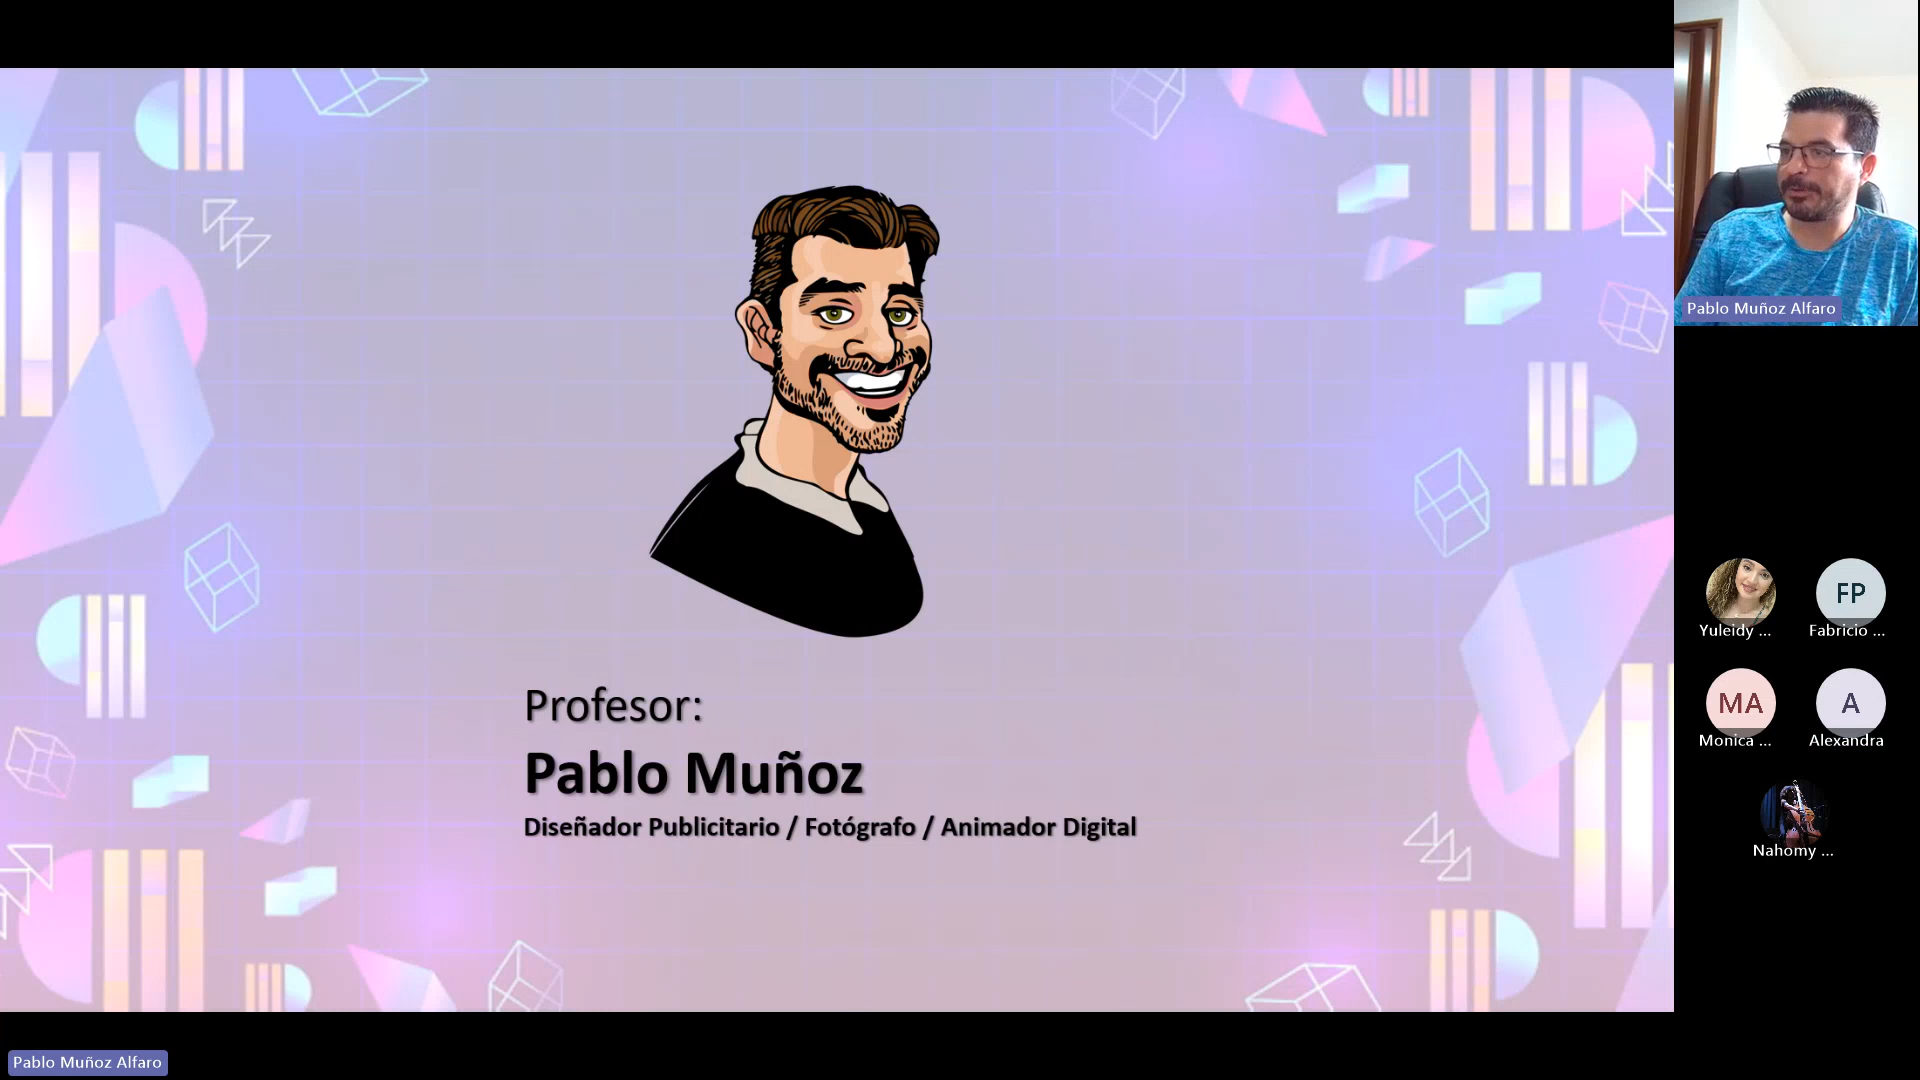 Profesor:
Pablo Muñoz
Diseñador Publicitario / Fotógrafo / Animador Digital
Pablo Muñoz Alfaro
Yuleidy ...
FP
Fabricio ...
MA
Monica ...
A
Alexandra
Nahomy ...
Pablo Muñoz Alfaro